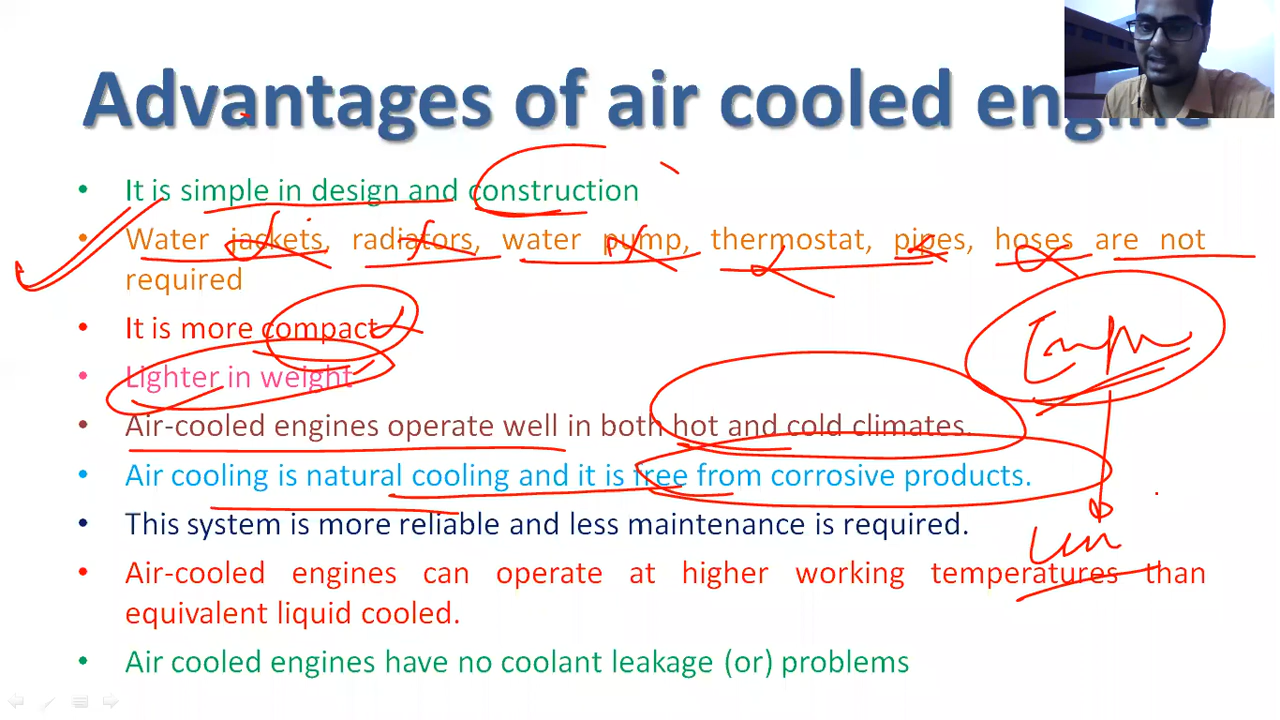 Advantages of air cooled engine
• It is simple in design and construction
• Water jackets, radiators, water pump, thermostat, pipes, hoses are not
required
• It is more compact
• Lighter in weight
• Air-cooled engines operate well in both hot and cold climates.
• Air cooling is natural cooling and it is free from corrosive products.
• This system is more reliable and less maintenance is required.
• Air-cooled engines can operate at higher working temperatures than
equivalent liquid cooled.
• Air cooled engines have no coolant leakage (or) problems